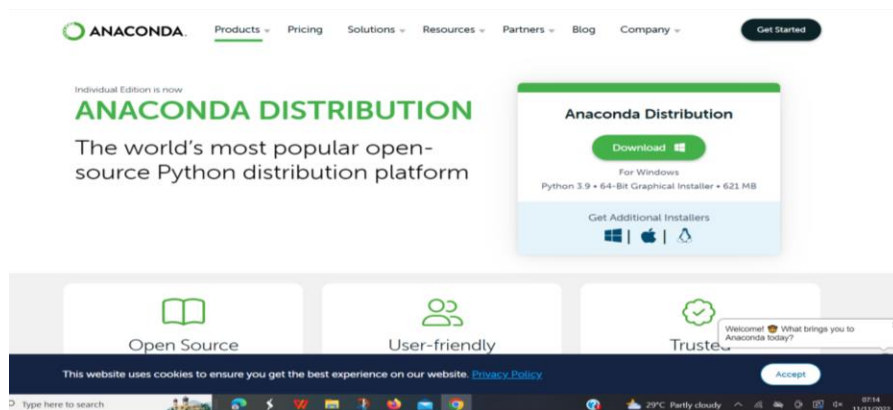 ANACONDA.
Products
Pricing
Solutions
Resources
Partners
Blog
Company
Get Started
Individual Edition is now
ANACONDA DISTRIBUTION
The world's most popular open-
source Python distribution platform
Anaconda Distribution
Download
For Windows
Python 3.9 • 64-Bit Graphical Installer • 621 MB
Get Additional Installers
Open Source
User-friendly
Trusted
Welcome! What brings you to
Anaconda today?
This website uses cookies to ensure you get the best experience on our website. Privacy Policy
Accept
Type here to search
29°C Partly cloudy
07:14